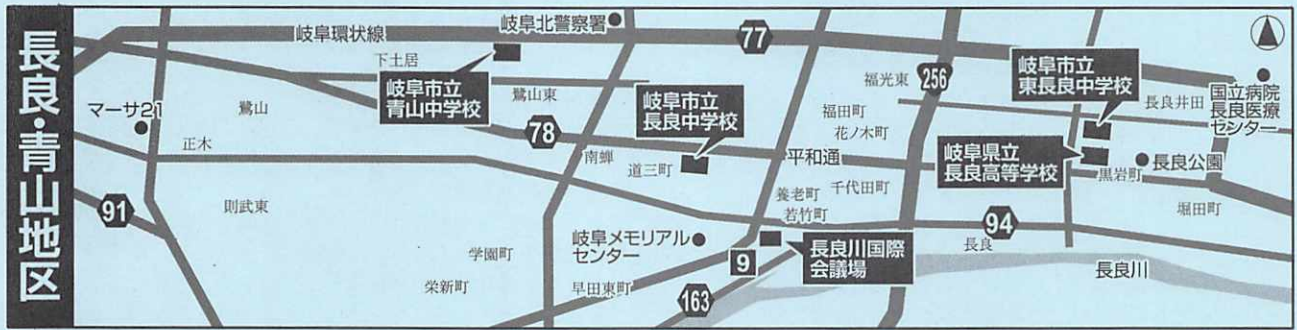 長良・青山地区
岐阜環状線
岐阜北警察署
77
下土居
岐阜市立
青山中学校
鷺山東
岐阜市立
長良中学校
福光東
256
岐阜市立
東長良中学校
長良井田
国立病院
長良医療
センター
マーサ21
鷺山
正木
78
南蝉
道三町
平和通
福田町
花ノ木町
岐阜県立
長良高等学校
長良公園
黒岩町
堀田町
91
則武東
学園町
栄新町
岐阜メモリアル
センター
早田東町
163
9
長良川国際
会議場
養老町
千代田町
若竹町
94
長良
長良川